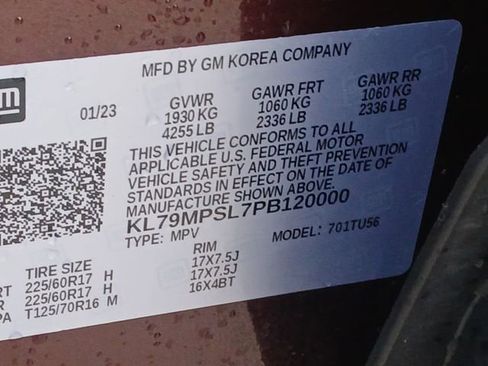 MFD BY GM KOREA COMPANY
gm
01/23 GVWR GAWR FRT GAWR RR
1930 KG 1060 KG 1060 KG
4255 LB 2336 LB 2336 LB
THIS VEHICLE CONFORMS TO ALL
APPLICABLE U.S. FEDERAL MOTOR
VEHICLE SAFETY AND THEFT PREVENTION
STANDARDS IN EFFECT ON THE DATE OF
MANUFACTURE SHOWN ABOVE.
KL79MPSL7PB120000
TYPE: MPV MODEL: 701TU56
TIRE SIZE RIM
RT 225/60R17 H 17X7.5J
R 225/60R17 H 17X7.5J
PA T125/70R16 M 16X4BT